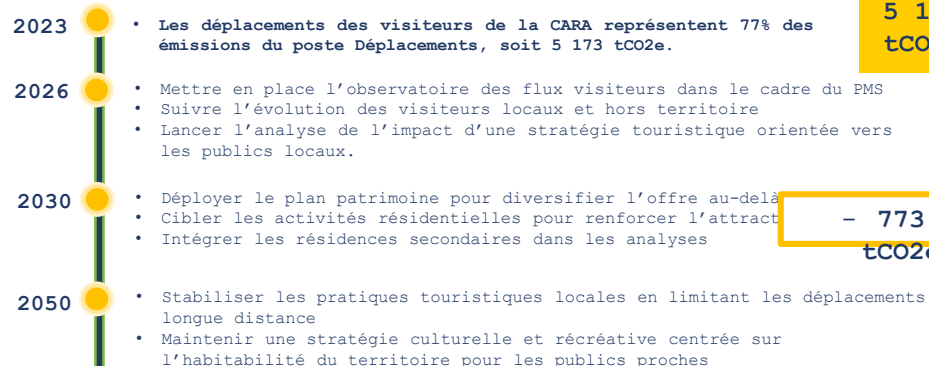 2023
• Les déplacements des visiteurs de la CARA représentent 77% des
émissions du poste Déplacements, soit 5 173 tCO2e.
5 1
tCO
2026
• Mettre en place l’observatoire des flux visiteurs dans le cadre du PMS
• Suivre l’évolution des visiteurs locaux et hors territoire
• Lancer l’analyse de l’impact d’une stratégie touristique orientée vers
les publics locaux.
2030
• Déployer le plan patrimoine pour diversifier l’offre au-delà
• Cibler les activités résidentielles pour renforcer l’attract
• Intégrer les résidences secondaires dans les analyses
- 773
tCO2e
2050
• Stabiliser les pratiques touristiques locales en limitant les déplacements
longue distance
• Maintenir une stratégie culturelle et récréative centrée sur
l’habitabilité du territoire pour les publics proches